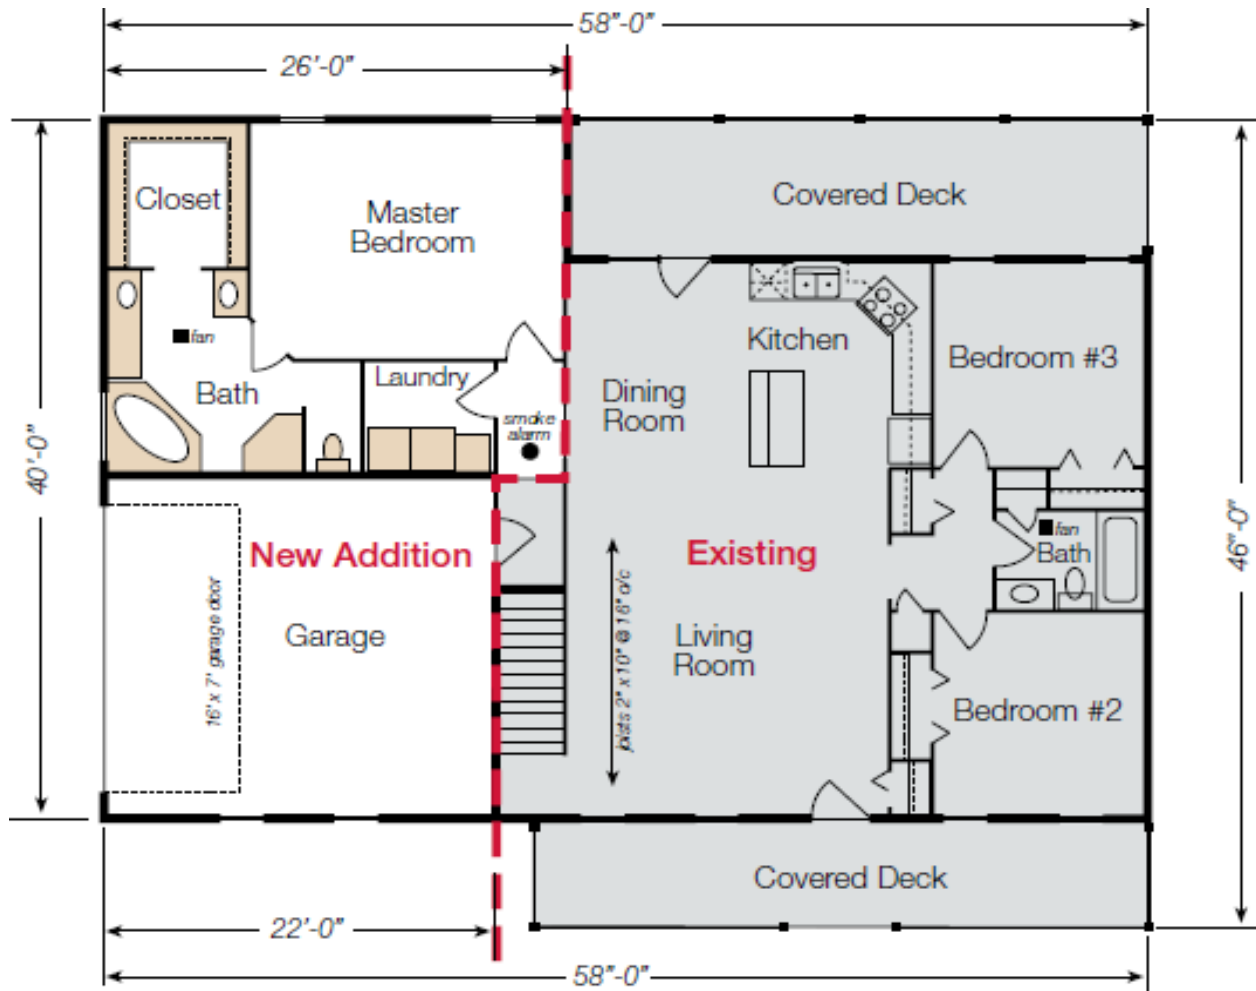 58"-0"
26'-0"
Closet
Master
Bedroom
Covered Deck
fan
Kitchen
Bedroom #3
Laundry
Bath
Dining
Room
smoke
alarm
40'-0"
46"-0"
New Addition
Existing
fan
Bath
joists 2" x 10" @ 16" o/c
16' x 7' garage door
Garage
Living
Room
Bedroom #2
Covered Deck
22'-0"
58"-0"